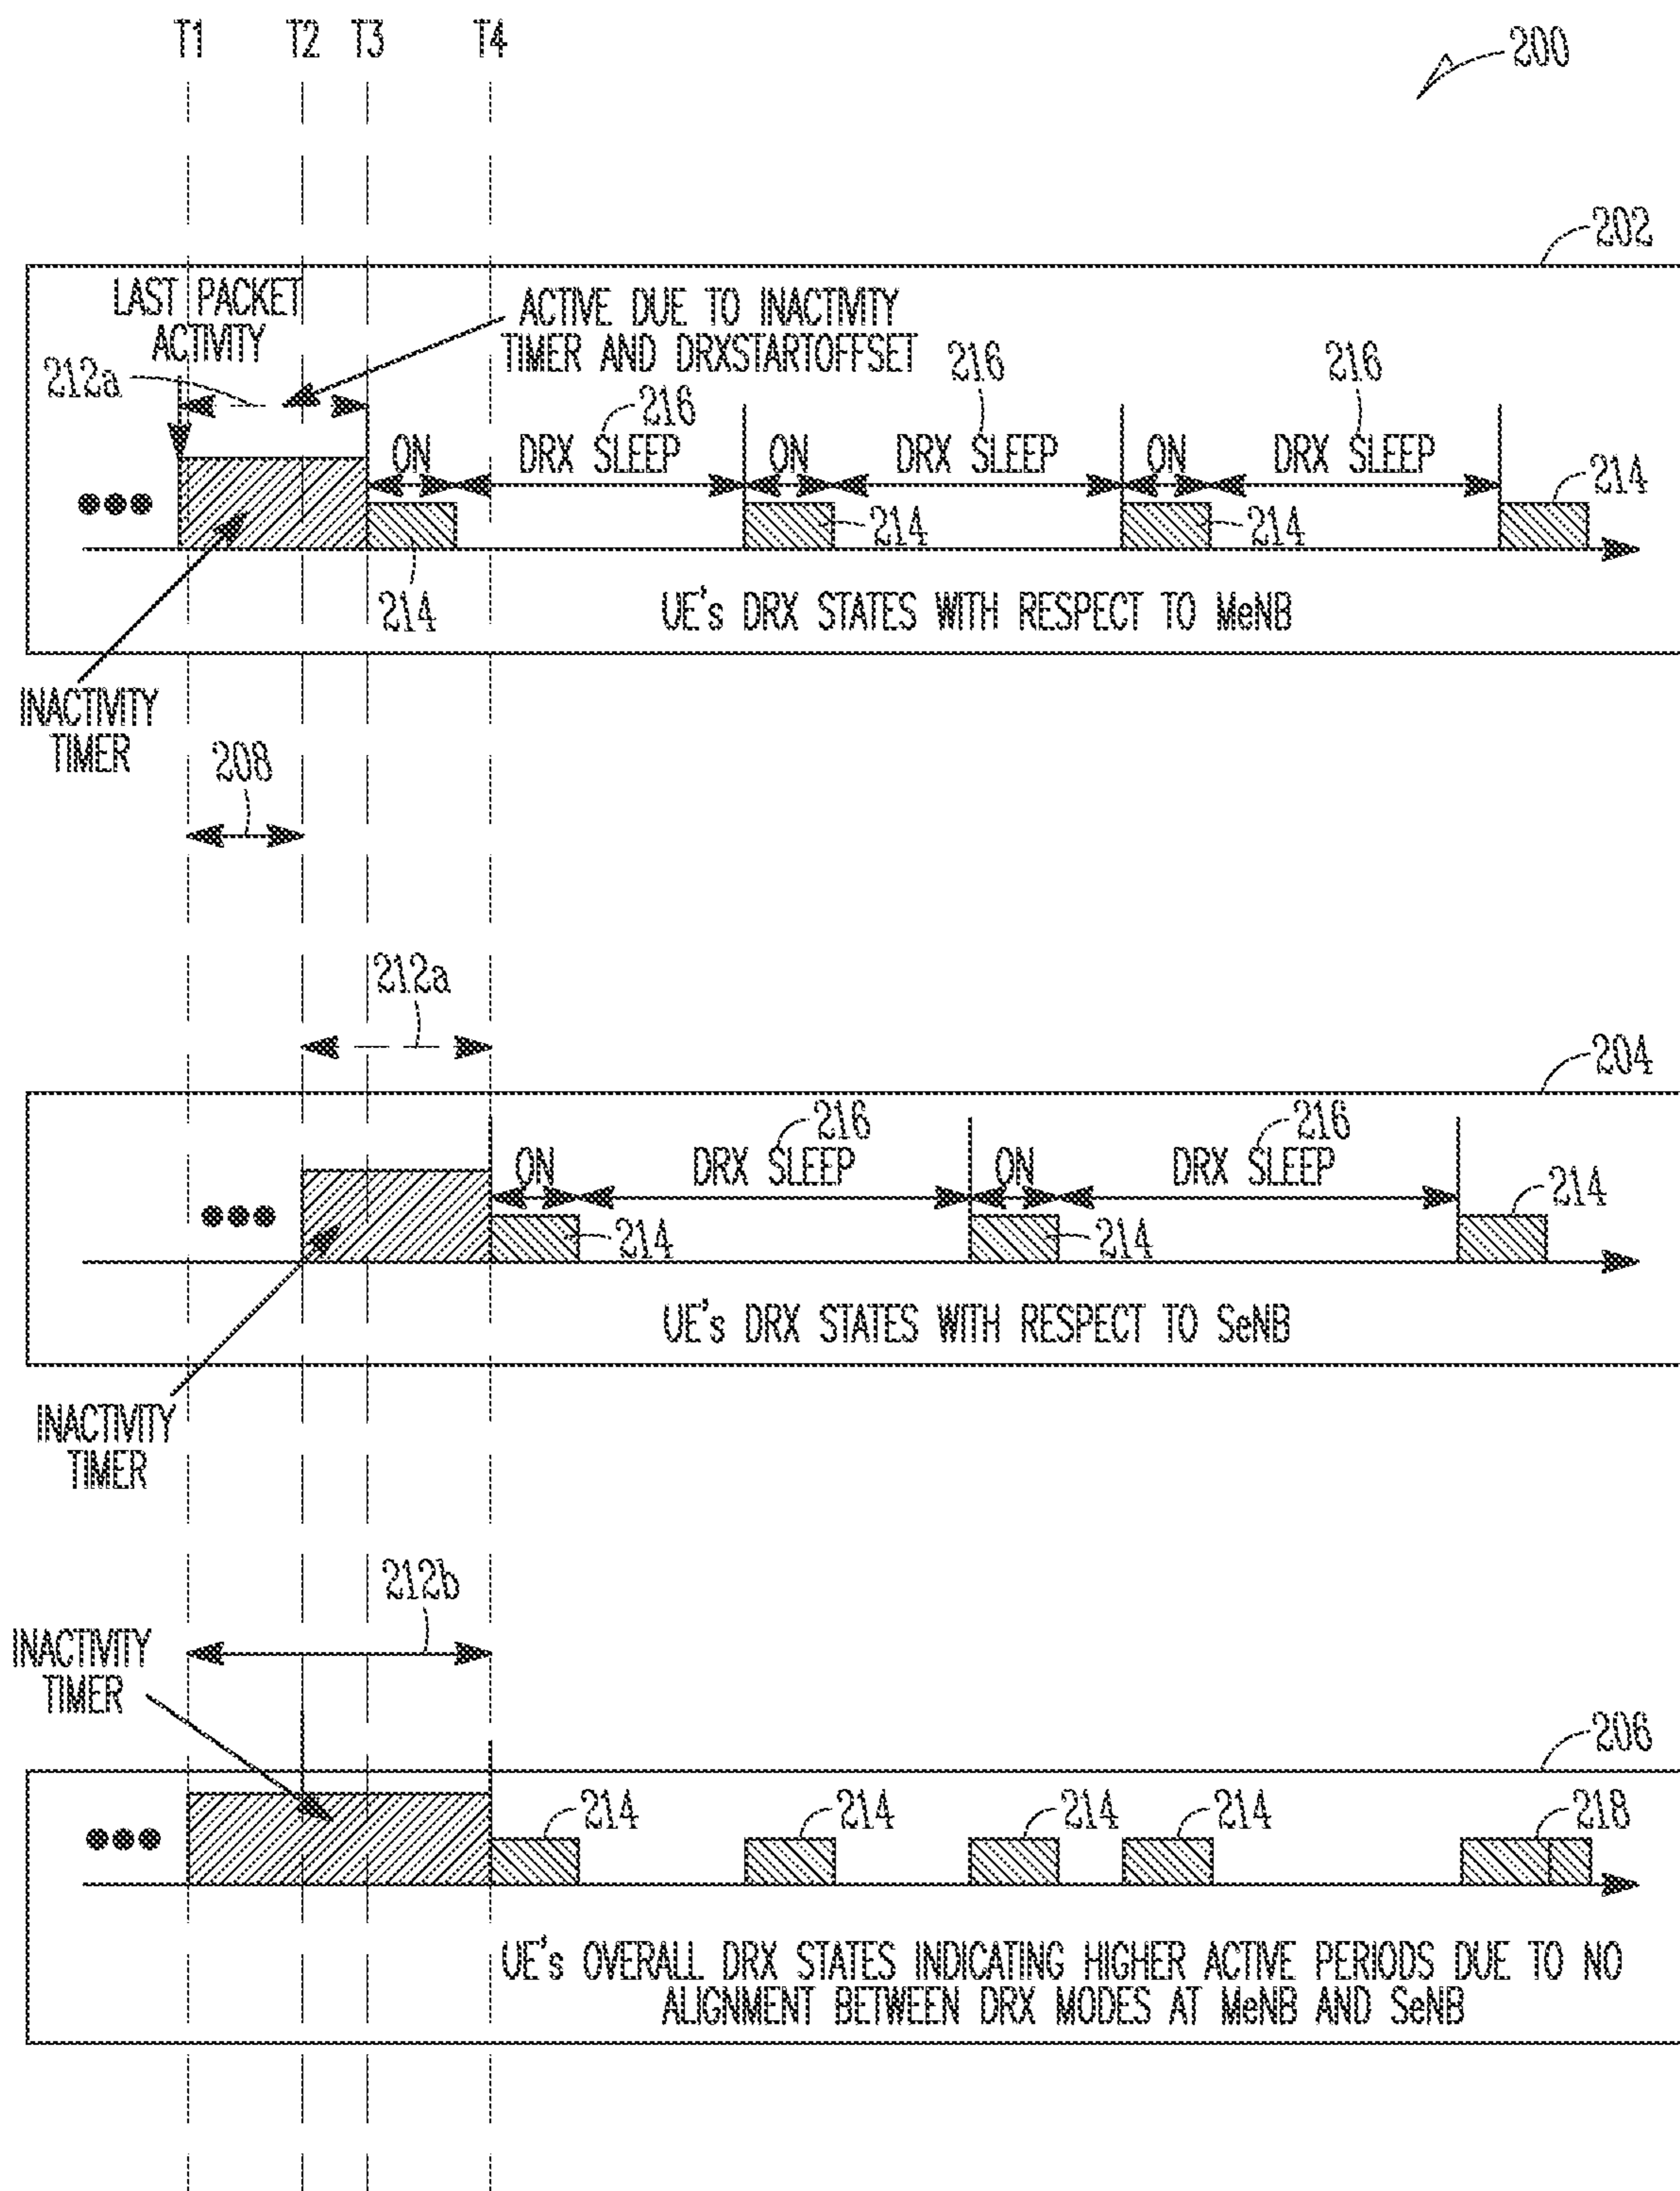 T1 T2 T3 T4
200
202
LAST PACKET
ACTIVITY
ACTIVE DUE TO INACTIVITY
TIMER AND DRXSTARTOFFSET
212a
216
216
216
ON
DRX SLEEP
ON
DRX SLEEP
ON
DRX SLEEP
214
214
214
214
UE's DRX STATES WITH RESPECT TO MeNB
INACTIVITY
TIMER
208
212a
204
216
216
ON
DRX SLEEP
ON
DRX SLEEP
214
214
214
UE's DRX STATES WITH RESPECT TO SeNB
INACTIVITY
TIMER
212b
INACTIVITY
TIMER
206
214
214
214
214
218
UE's OVERALL DRX STATES INDICATING HIGHER ACTIVE PERIODS DUE TO NO
ALIGNMENT BETWEEN DRX MODES AT MeNB AND SeNB